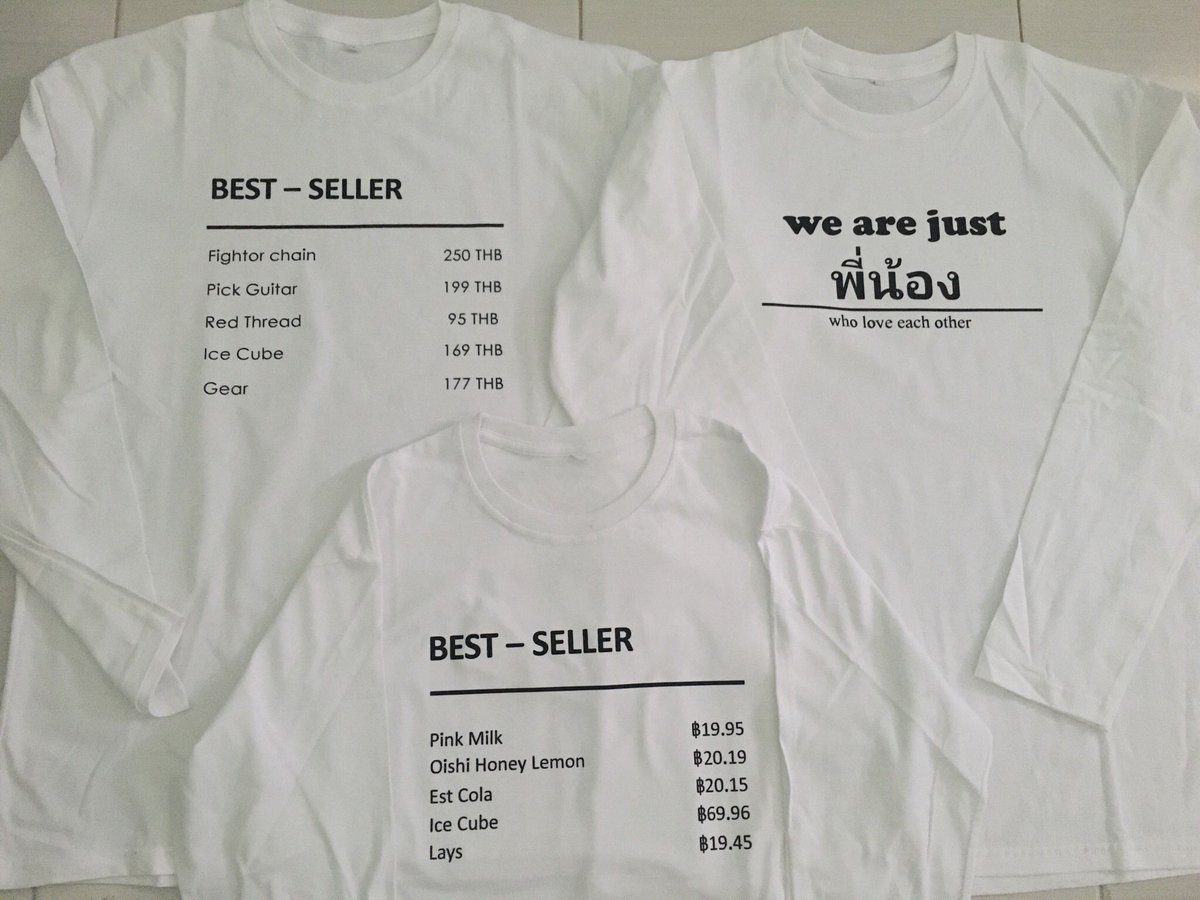 BEST – SELLER
Fightor chain 250 THB
Pick Guitar 199 THB
Red Thread 95 THB
Ice Cube 169 THB
Gear 177 THB
we are just
พี่น้อง
who love each other
BEST – SELLER
Pink Milk ฿19.95
Oishi Honey Lemon ฿20.19
Est Cola ฿20.15
Ice Cube ฿69.96
Lays ฿19.45